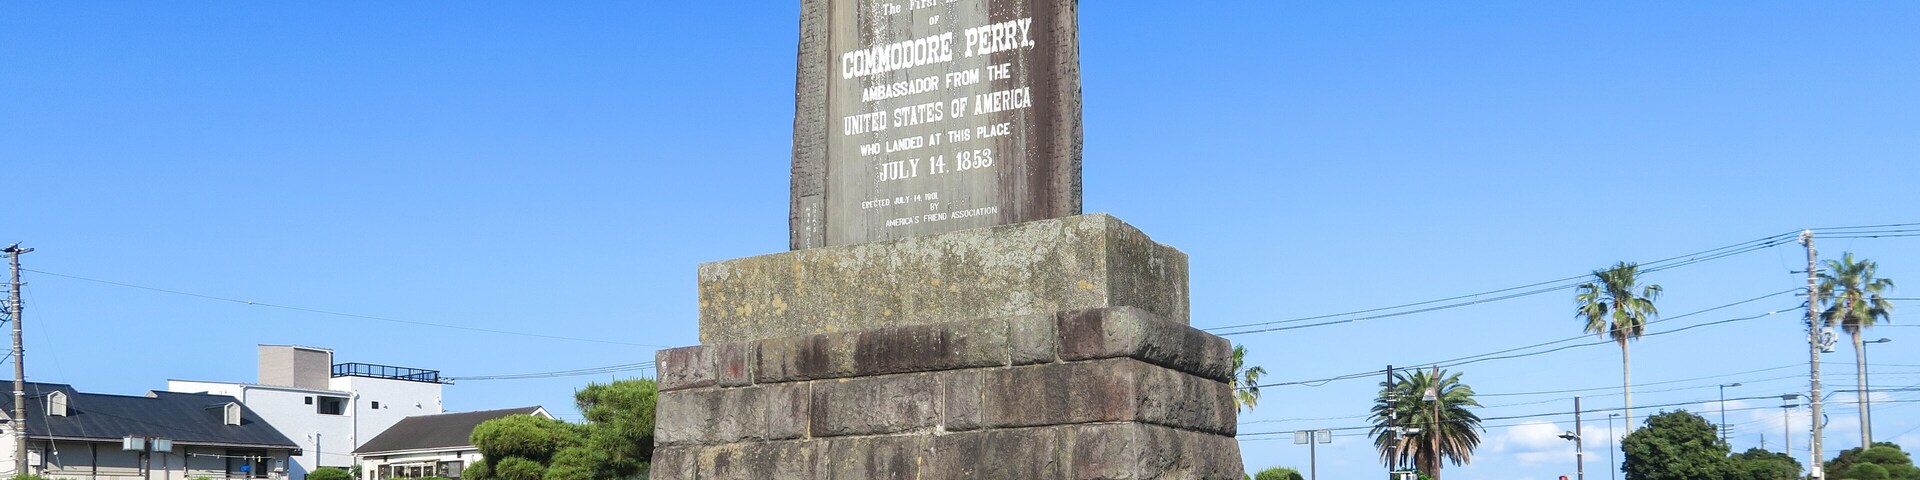 The First
OF
COMMODORE PERRY,
AMBASSADOR FROM THE
UNITED STATES OF AMERICA
WHO LANDED AT THIS PLACE
JULY 14. 1853.
ERECTED JULY 14, 1901
BY
AMERICA'S FRIEND ASSOCIATION